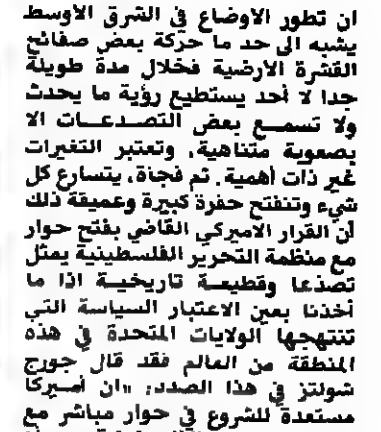 ان تطور الاوضاع في الشرق الاوسط
يشبه الى حد ما حركة بعض صفائح
القشرة الارضية فخلال مدة طويلة
جدا لا أحد يستطيع رؤية ما يحدث
ولا تسمع بعض التصدعات الا
بصعوبة متناهية، وتعتبر التغيرات
غير ذات أهمية. ثم فجأة، يتسارع كل
شيء وتنفتح حفرة كبيرة وعميقة ذلك
أن القرار الاميركي القاضي بفتح حوار
مع منظمة التحرير الفلسطينية يمثل
تصدعا وقطيعة تاريخية اذا ما
أخذنا بعين الاعتبار السياسة التي
تنتهجها الولايات المتحدة في هذه
المنطقة من العالم فقد قال جورج
شولتز في هذا الصدد: «ان أميركا
مستعدة للشروع في حوار مباشر مع